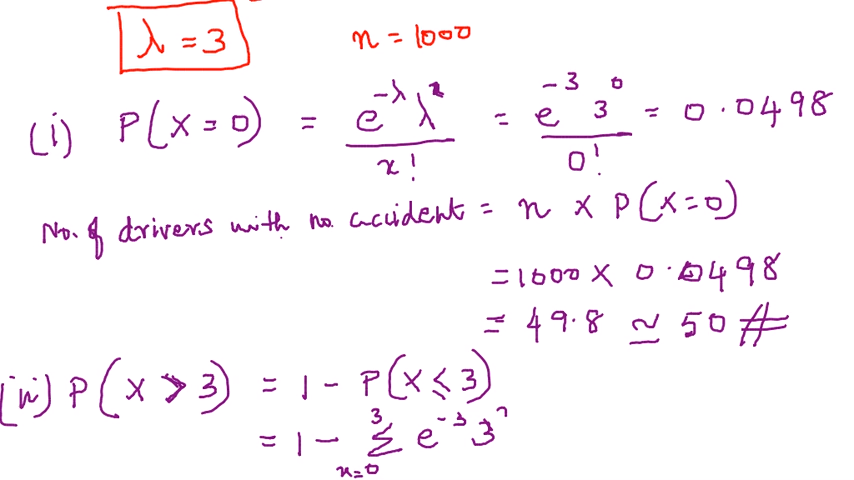 λ = 3 n = 1000
(i) P(X = 0) = e^-λ λ^x / x! = e^-3 3^0 / 0! = 0.0498
No. of drivers with no accident = n × P(X=0)
= 1000 × 0.0498
= 49.8 ≃ 50 #
(ii) P(X > 3) = 1 - P(X ≤ 3)
= 1 - 3 Σ x=0 e^-3 3